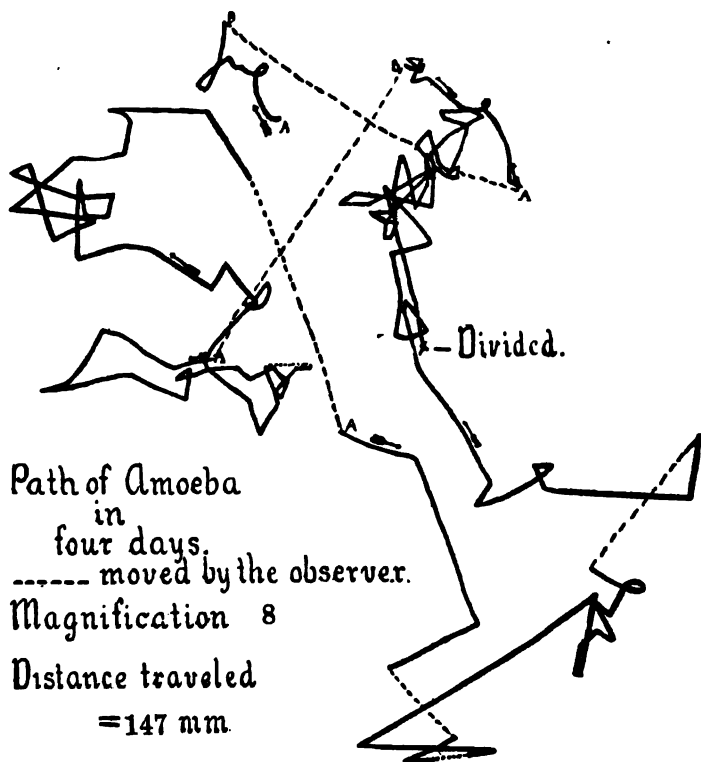 B
B
A
A
A
— Divided.
A
Path of Amoeba
in
four days.
------ moved by the observer.
Magnification 8
Distance traveled
=147 mm.